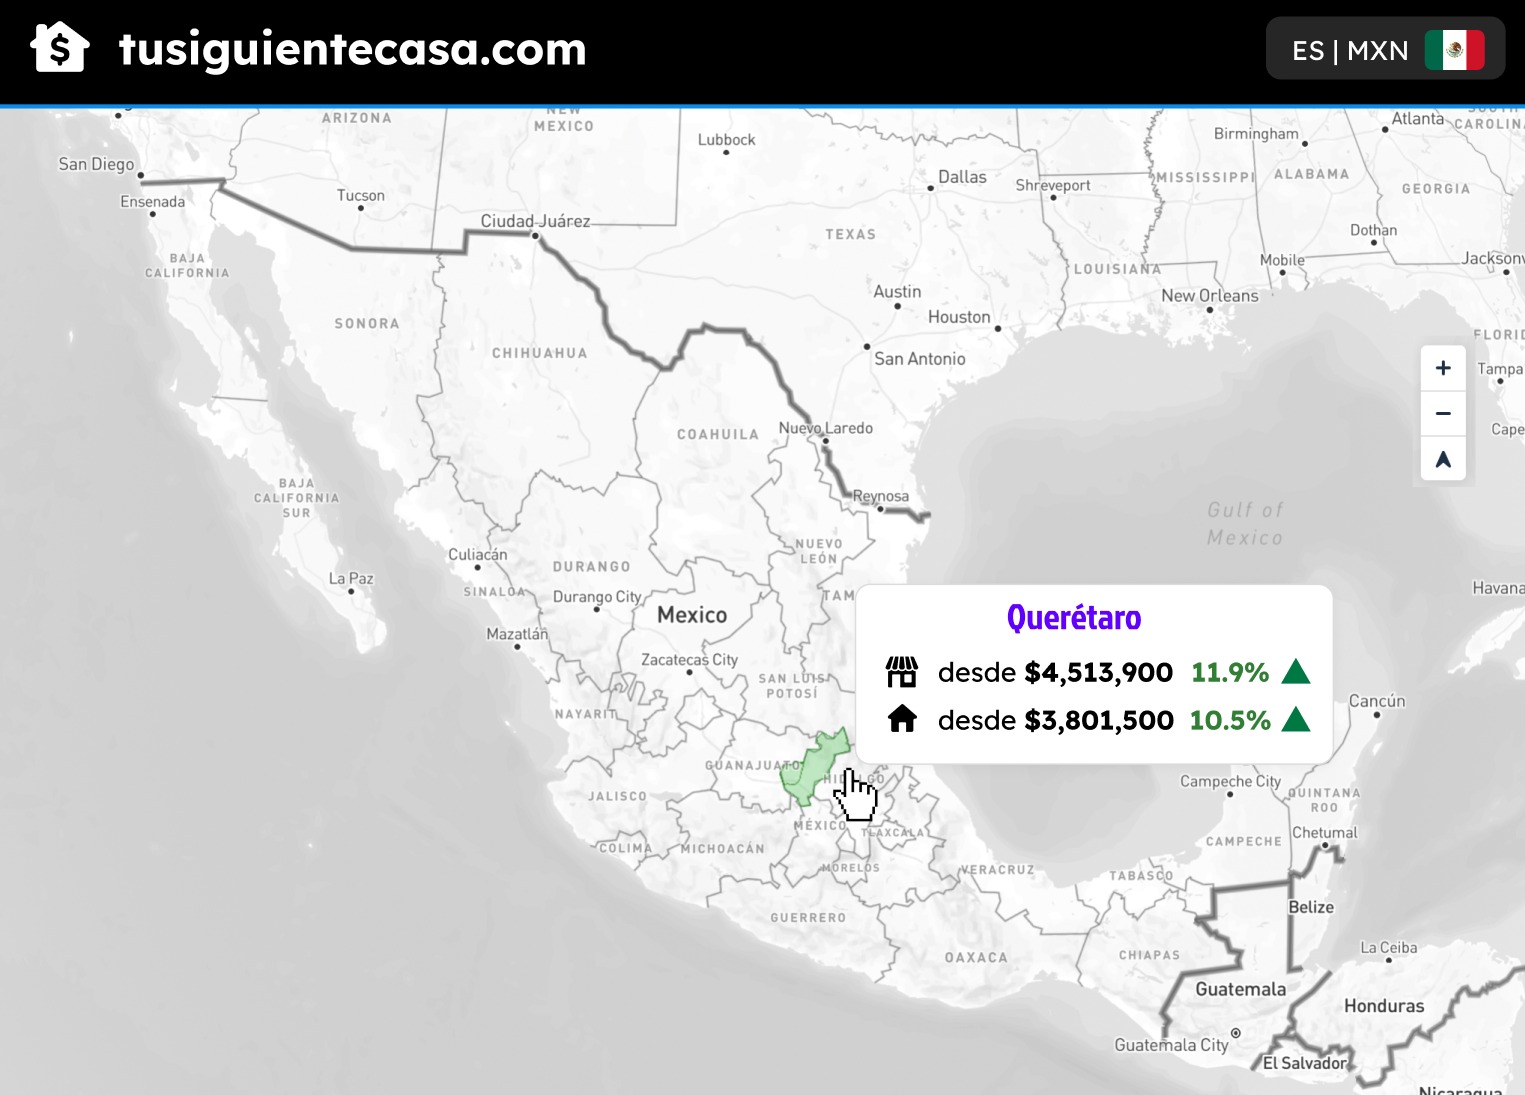 tusiguientecasa.com
ES | MXN
ARIZONA
NEW
MEXICO
Lubbock
Birmingham
Atlanta
CAROLIN
San Diego
Dallas
Shreveport
MISSISSIPPI
ALABAMA
GEORGIA
Ensenada
Tucson
Ciudad Juárez
TEXAS
Dothan
BAJA
CALIFORNIA
LOUISIANA
Mobile
Jacksonv
Austin
New Orleans
Houston
SONORA
CHIHUAHUA
San Antonio
FLORID
Tampa
+
−
COAHUILA
Nuevo Laredo
Cape
BAJA
CALIFORNIA
SUR
Reynosa
Gulf of
Mexico
NUEVO
LEÓN
Culiacán
DURANGO
La Paz
SINALOA
Durango City
TAM
Havana
Mexico
Querétaro
Mazatlán
Zacatecas City
desde $4,513,900 11.9%
SAN LUIS
POTOSÍ
desde $3,801,500 10.5%
Cancún
NAYARIT
GUANAJUATO
HIDALGO
Campeche City
JALISCO
QUINTANA
ROO
MÉXICO
TLAXCALA
Chetumal
COLIMA
MICHOACÁN
CAMPECHE
MORELOS
VERACRUZ
TABASCO
GUERRERO
Belize
OAXACA
CHIAPAS
La Ceiba
Guatemala
Honduras
Guatemala City
El Salvador
Nicaragua